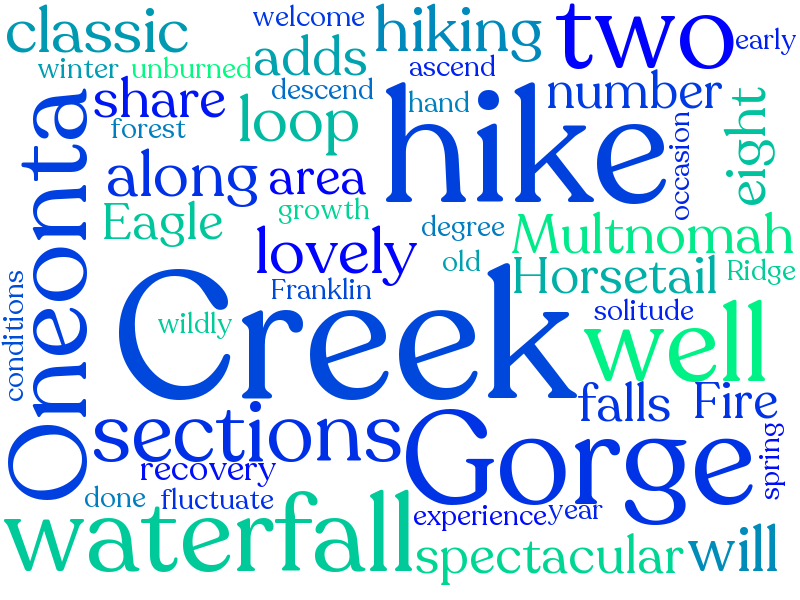 classic
welcome
hiking
two
early
winter
unburned
adds
ascend
descend
share
hand
number
forest
loop
hike
eight
occasion
Oneonta
along
area
Eagle
growth
degree
Multnomah
lovely
old
Horsetail
Ridge
Franklin
conditions
Creek
solitude
wildly
well
falls
Fire
sections
Gorge
spring
recovery
done
fluctuate
waterfall
experience
year
spectacular
will